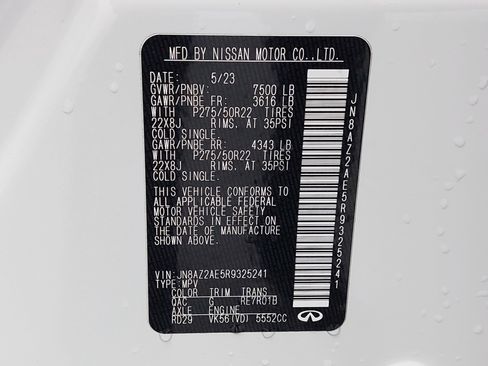 MFD BY NISSAN MOTOR CO.,LTD.
DATE: 5/23
GVWR/PNBV: 7500 LB
GAWR/PNBE FR: 3616 LB
WITH P275/50R22 TIRES
22X8J RIMS. AT 35PSI
COLD SINGLE.
GAWR/PNBE RR: 4343 LB
WITH P275/50R22 TIRES
22X8J RIMS. AT 35PSI
COLD SINGLE.
THIS VEHICLE CONFORMS TO
ALL APPLICABLE FEDERAL
MOTOR VEHICLE SAFETY
STANDARDS IN EFFECT ON
THE DATE OF MANUFACTURE
SHOWN ABOVE.
VIN:JN8AZ2AE5R9325241
TYPE:MPV
COLOR TRIM TRANS
QAC G RE7R01B
AXLE ENGINE
RD29 VK56(VD) 5552CC
INFINITI
JN8AZ2AE5R9325241